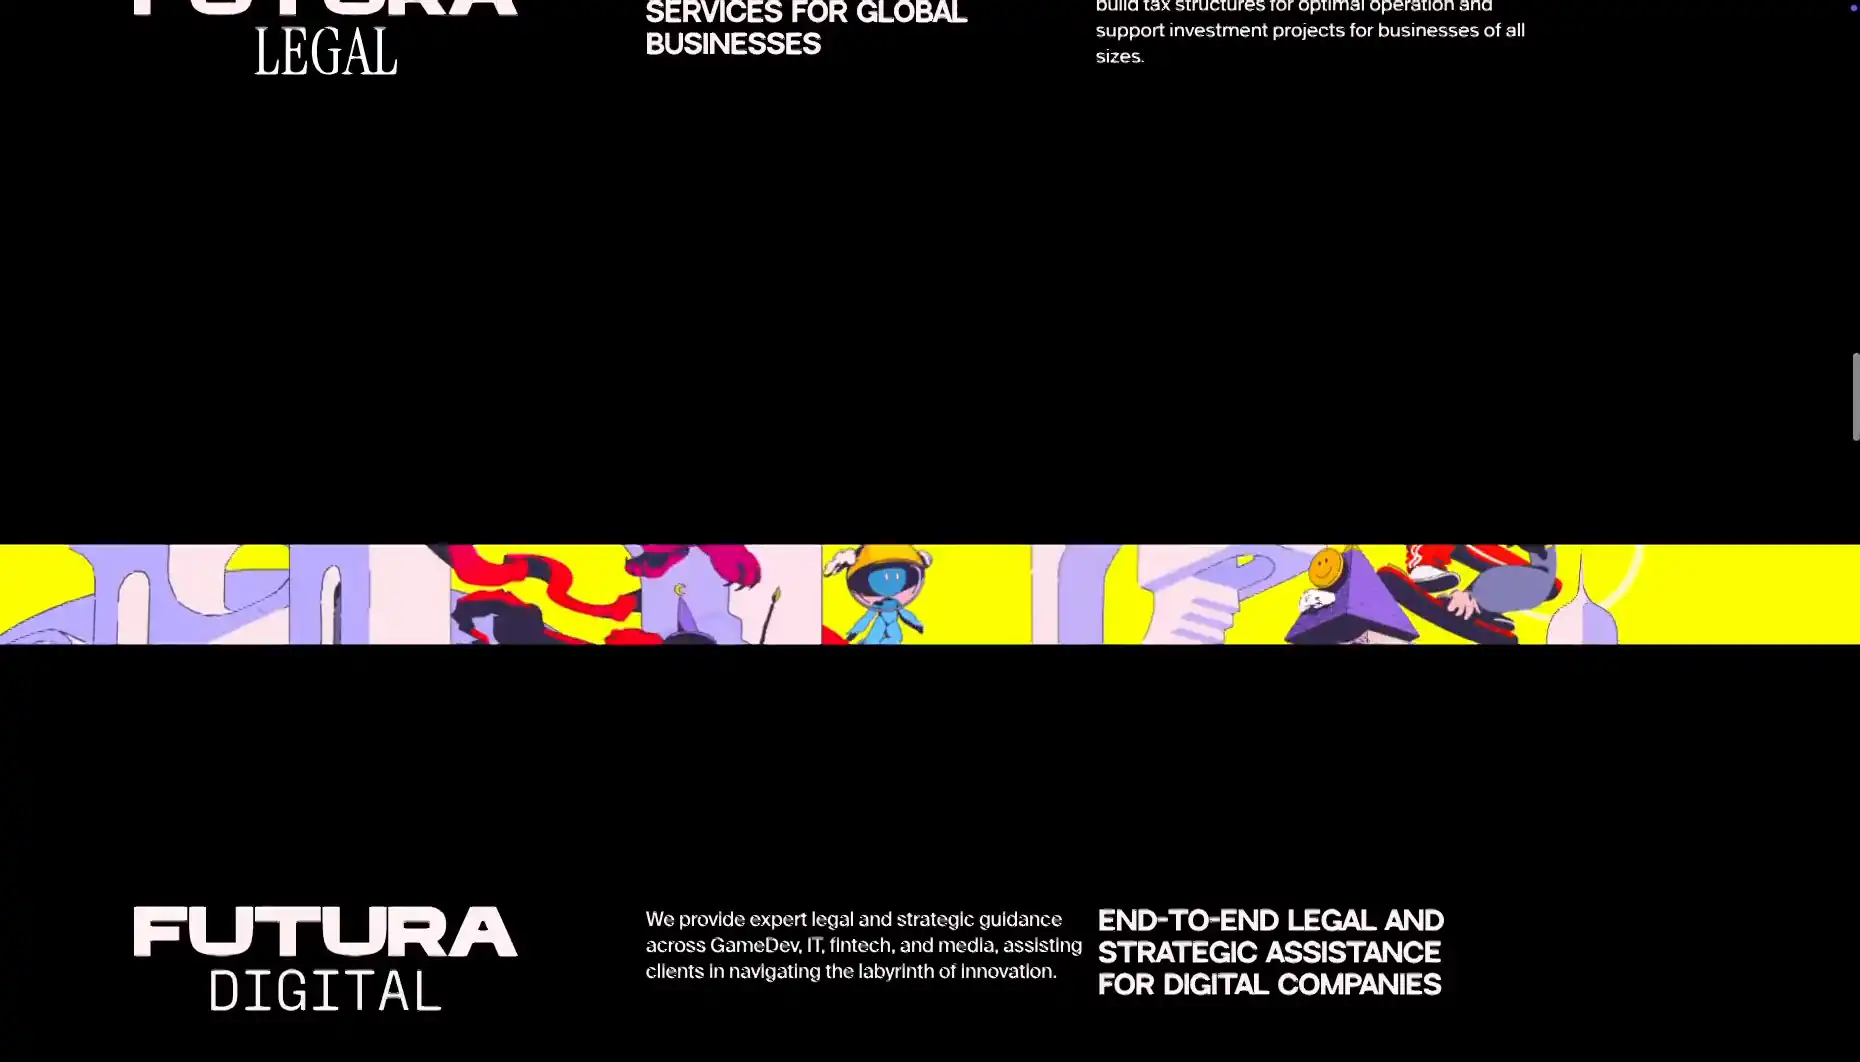 FUTURA
LEGAL
SERVICES FOR GLOBAL
BUSINESSES
build tax structures for optimal operation and
support investment projects for businesses of all
sizes.
FUTURA
DIGITAL
We provide expert legal and strategic guidance
across GameDev, IT, fintech, and media, assisting
clients in navigating the labyrinth of innovation.
END-TO-END LEGAL AND
STRATEGIC ASSISTANCE
FOR DIGITAL COMPANIES